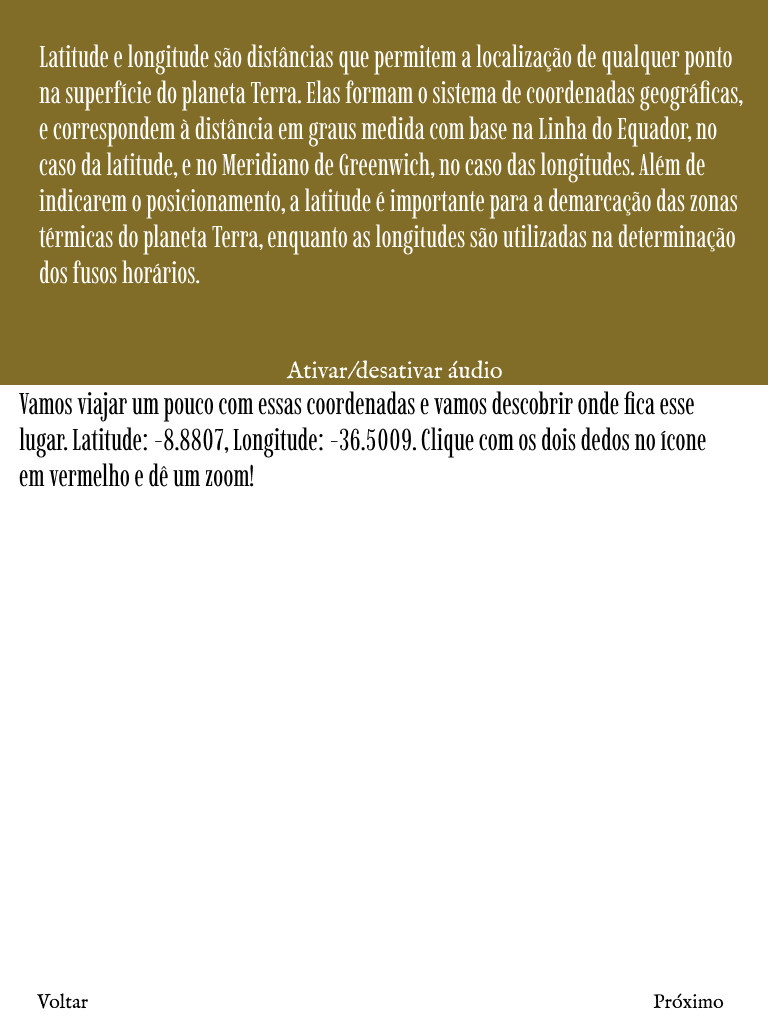 Latitude e longitude são distâncias que permitem a localização de qualquer ponto
na superfície do planeta Terra. Elas formam o sistema de coordenadas geográficas,
e correspondem à distância em graus medida com base na Linha do Equador, no
caso da latitude, e no Meridiano de Greenwich, no caso das longitudes. Além de
indicarem o posicionamento, a latitude é importante para a demarcação das zonas
térmicas do planeta Terra, enquanto as longitudes são utilizadas na determinação
dos fusos horários.
Ativar/desativar áudio
Vamos viajar um pouco com essas coordenadas e vamos descobrir onde fica esse
lugar. Latitude: -8.8807, Longitude: -36.5009. Clique com os dois dedos no ícone
em vermelho e dê um zoom!
Voltar
Próximo